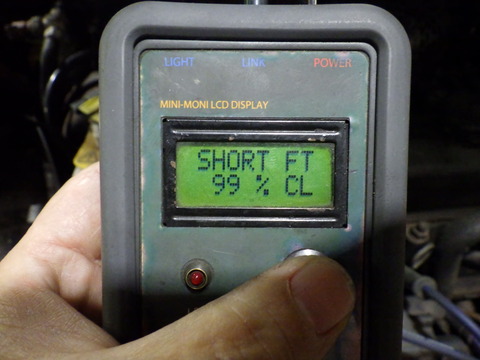 LIGHT LINK POWER
MINI-MONI LCD DISPLAY
SHORT FT
99 % CL